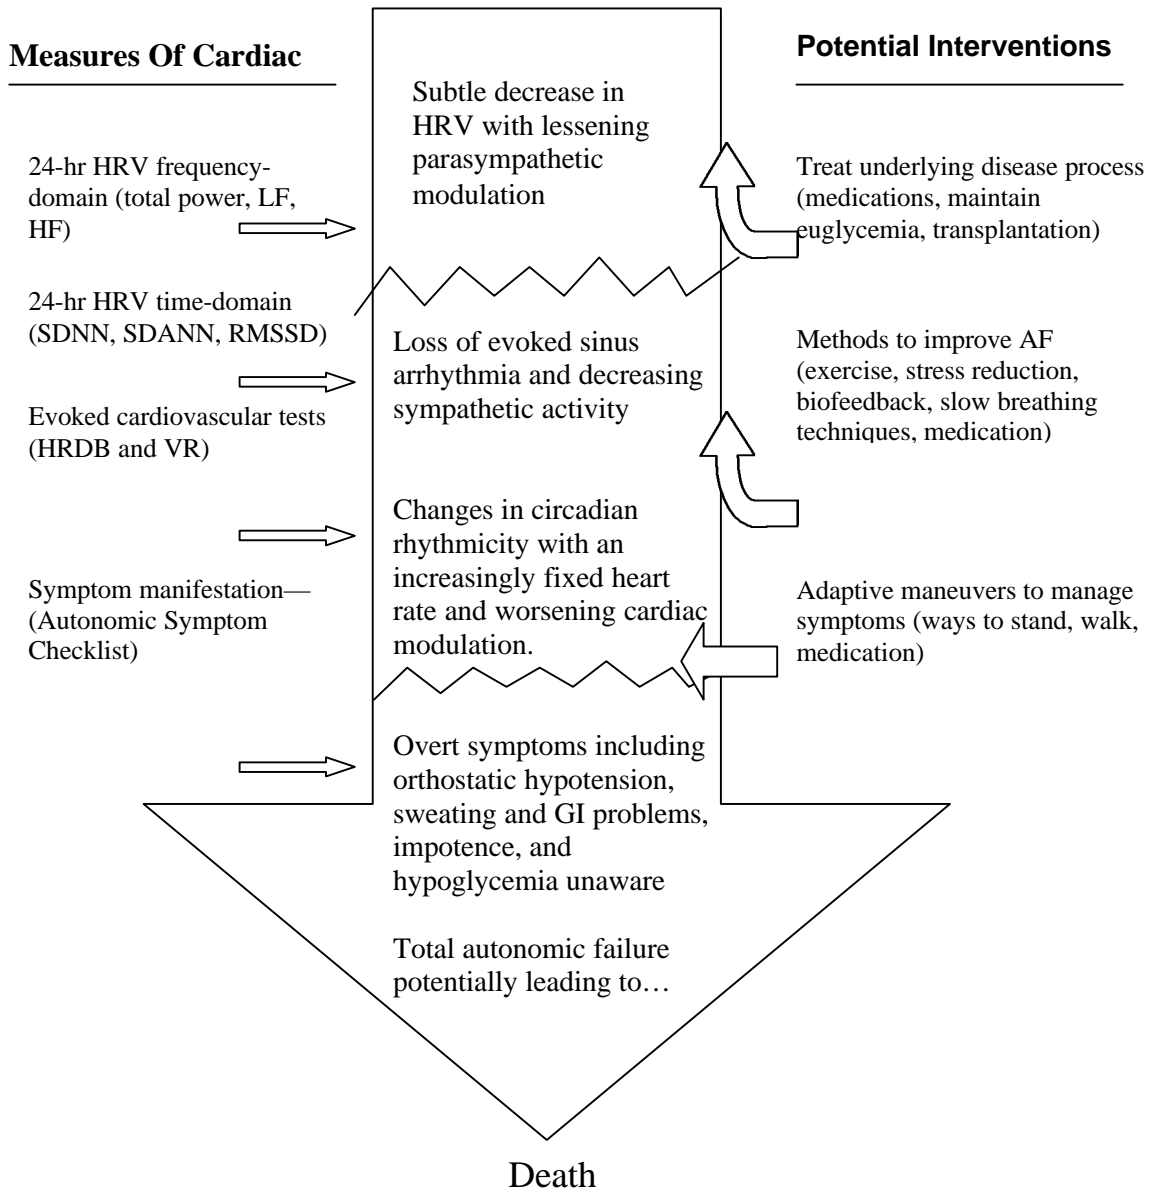 Measures Of Cardiac
24-hr HRV frequency-
domain (total power, LF,
HF)
24-hr HRV time-domain
(SDNN, SDANN, RMSSD)
Evoked cardiovascular tests
(HRDB and VR)
Symptom manifestation—
(Autonomic Symptom
Checklist)
Subtle decrease in
HRV with lessening
parasympathetic
modulation
Loss of evoked sinus
arrhythmia and decreasing
sympathetic activity
Changes in circadian
rhythmicity with an
increasingly fixed heart
rate and worsening cardiac
modulation.
Overt symptoms including
orthostatic hypotension,
sweating and GI problems,
impotence, and
hypoglycemia unaware
Total autonomic failure
potentially leading to…
Death
Potential Interventions
Treat underlying disease process
(medications, maintain
euglycemia, transplantation)
Methods to improve AF
(exercise, stress reduction,
biofeedback, slow breathing
techniques, medication)
Adaptive maneuvers to manage
symptoms (ways to stand, walk,
medication)